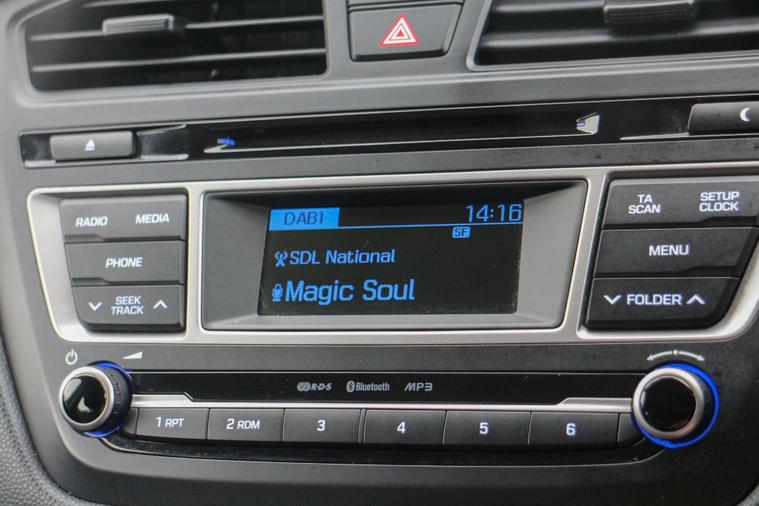 RADIO MEDIA
PHONE
SEEK
TRACK
DAB1 14:16
SF
SDL National
Magic Soul
TA
SCAN
SETUP
CLOCK
MENU
FOLDER
R·D·S Bluetooth MP3
1 RPT 2 RDM 3 4 5 6